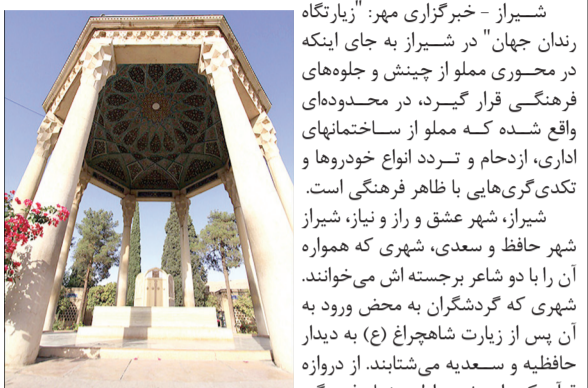 شیراز - خبرگزاری مهر: "زیارتگاه
رندان جهان" در شیراز به جای اینکه
در محوری مملو از چینش و جلوه‌های
فرهنگی قرار گیرد، در محدوده‌ای
واقع شده که مملو از ساختمانهای
اداری، ازدحام و تردد انواع خودروها و
تکدی‌گری‌هایی با ظاهر فرهنگی است.
شیراز، شهر عشق و راز و نیاز، شیراز
شهر حافظ و سعدی، شهری که همواره
آن را با دو شاعر برجسته اش می‌خوانند.
شهری که گردشگران به محض ورود به
آن پس از زیارت شاهچراغ (ع) به دیدار
حافظیه و سعدیه می‌شتابند. از دروازه